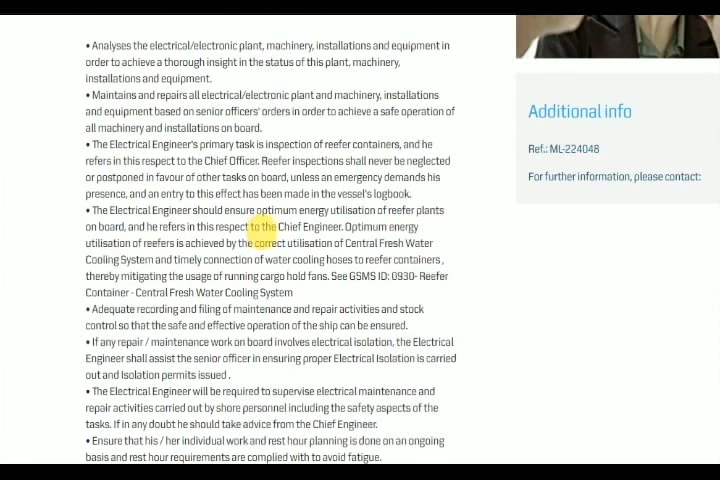 • Analyses the electrical/electronic plant, machinery, installations and equipment in
order to achieve a thorough insight in the status of this plant, machinery,
installations and equipment.
• Maintains and repairs all electrical/electronic plant and machinery, installations
and equipment based on senior officers' orders in order to achieve a safe operation of
all machinery and installations on board.
• The Electrical Engineer's primary task is inspection of reefer containers, and he
refers in this respect to the Chief Officer. Reefer inspections shall never be neglected
or postponed in favour of other tasks on board, unless an emergency demands his
presence, and an entry to this effect has been made in the vessel's logbook.
• The Electrical Engineer should ensure optimum energy utilisation of reefer plants
on board, and he refers in this respect to the Chief Engineer. Optimum energy
utilisation of reefers is achieved by the correct utilisation of Central Fresh Water
Cooling System and timely connection of water cooling hoses to reefer containers ,
thereby mitigating the usage of running cargo hold fans. See GSMS ID: 0930- Reefer
Container - Central Fresh Water Cooling System
• Adequate recording and filing of maintenance and repair activities and stock
control so that the safe and effective operation of the ship can be ensured.
• If any repair / maintenance work on board involves electrical isolation, the Electrical
Engineer shall assist the senior officer in ensuring proper Electrical Isolation is carried
out and Isolation permits issued .
• The Electrical Engineer will be required to supervise electrical maintenance and
repair activities carried out by shore personnel including the safety aspects of the
tasks. If in any doubt he should take advice from the Chief Engineer.
• Ensure that his / her individual work and rest hour planning is done on an ongoing
basis and rest hour requirements are complied with to avoid fatigue.
Additional info
Ref.: ML-224048
For further information, please contact: